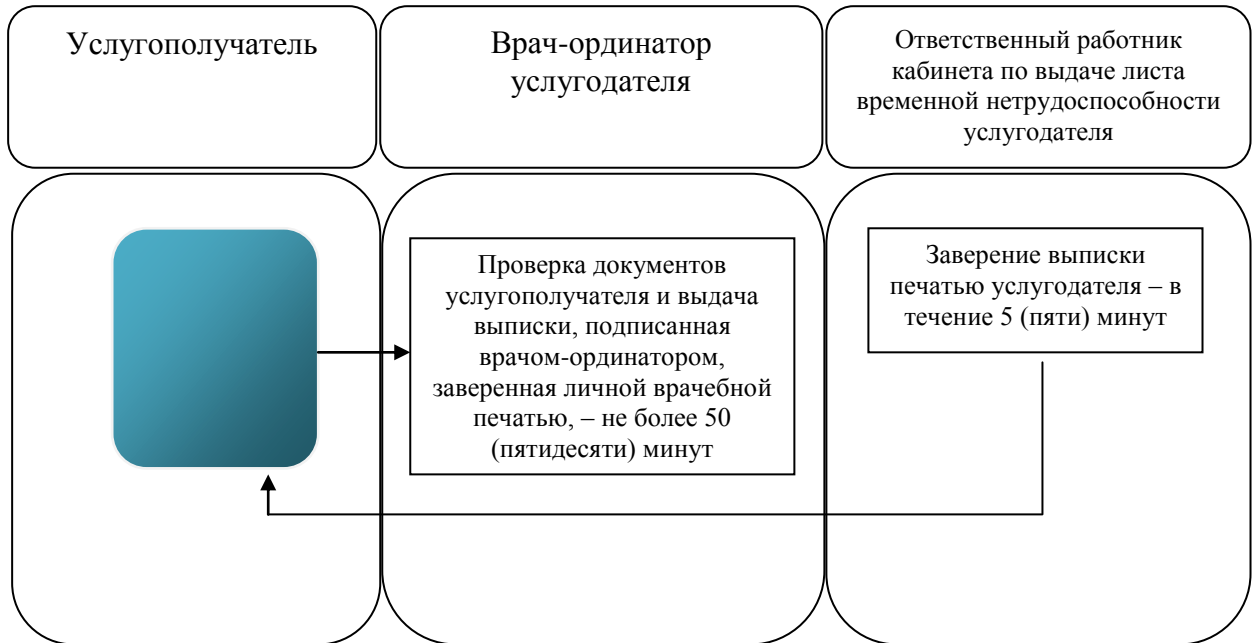 Услугополучатель
Врач-ординатор
услугодателя
Ответственный работник
кабинета по выдаче листа
временной нетрудоспособности
услугодателя
Проверка документов
услугополучателя и выдача
выписки, подписанная
врачом-ординатором,
заверенная личной врачебной
печатью, – не более 50
(пятидесяти) минут
Заверение выписки
печатью услугодателя – в
течение 5 (пяти) минут